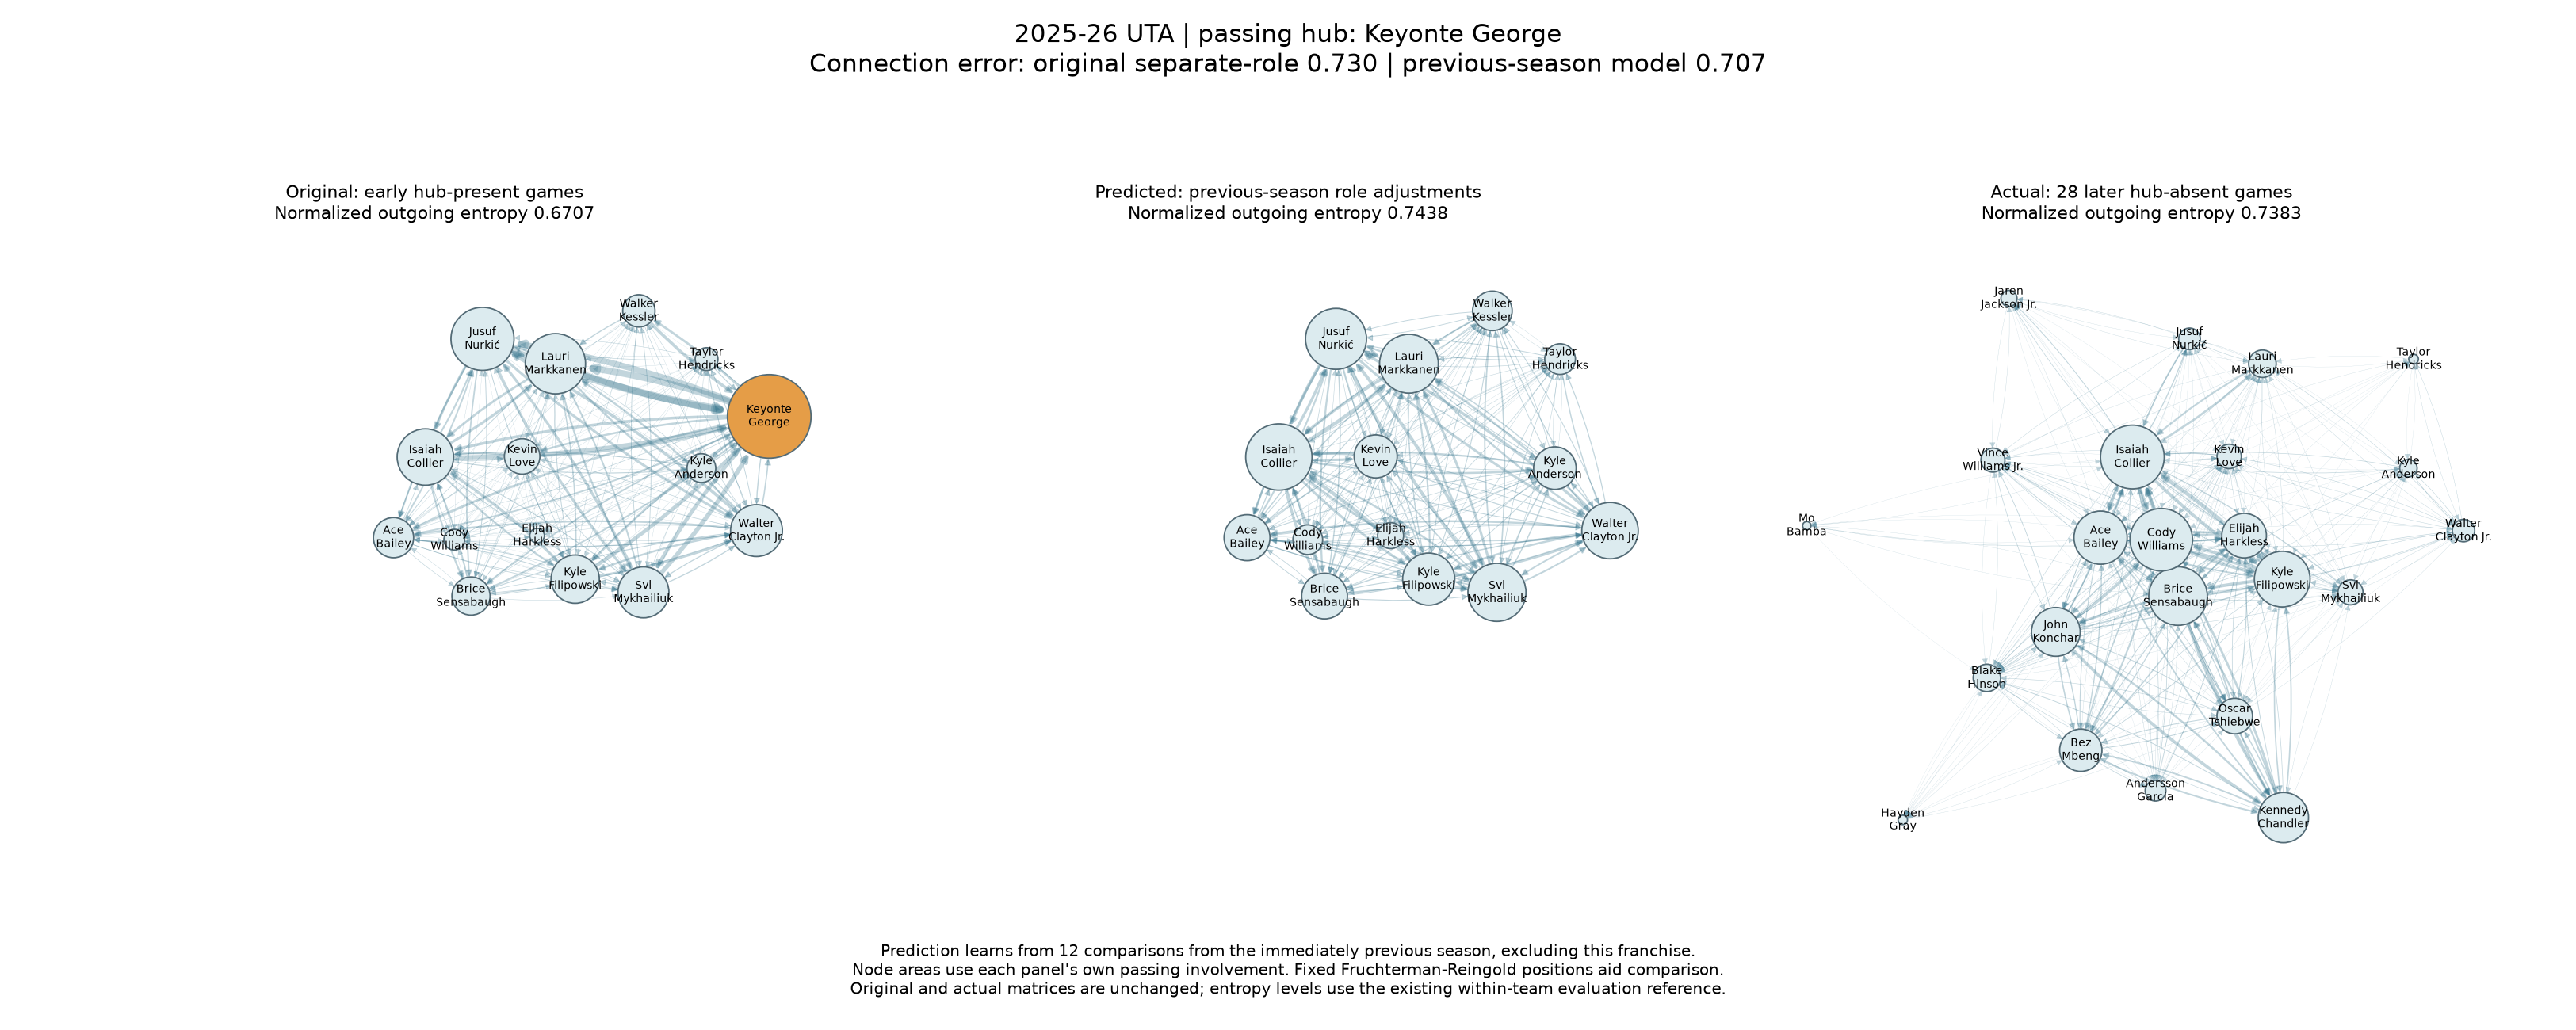 2025-26 UTA | passing hub: Keyonte George
Connection error: original separate-role 0.730 | previous-season model 0.707
Original: early hub-present games
Normalized outgoing entropy 0.6707
Walker
Kessler
Jusuf
Nurkić
Lauri
Markkanen
Taylor
Hendricks
Keyonte
George
Isaiah
Collier
Kevin
Love
Kyle
Anderson
Ace
Bailey
Cody
Williams
Elijah
Harkless
Walter
Clayton Jr.
Brice
Sensabaugh
Kyle
Filipowski
Svi
Mykhailiuk
Predicted: previous-season role adjustments
Normalized outgoing entropy 0.7438
Walker
Kessler
Jusuf
Nurkić
Lauri
Markkanen
Taylor
Hendricks
Isaiah
Collier
Kevin
Love
Kyle
Anderson
Ace
Bailey
Cody
Williams
Elijah
Harkless
Walter
Clayton Jr.
Brice
Sensabaugh
Kyle
Filipowski
Svi
Mykhailiuk
Actual: 28 later hub-absent games
Normalized outgoing entropy 0.7383
Jaren
Jackson Jr.
Jusuf
Nurkić
Lauri
Markkanen
Taylor
Hendricks
Vince
Williams Jr.
Isaiah
Collier
Kevin
Love
Kyle
Anderson
Mo
Bamba
Ace
Bailey
Cody
Williams
Elijah
Harkless
Walter
Clayton Jr.
Brice
Sensabaugh
Kyle
Filipowski
Svi
Mykhailiuk
John
Konchar
Blake
Hinson
Oscar
Tshiebwe
Bez
Mbeng
Andersson
Garcia
Hayden
Gray
Kennedy
Chandler
Prediction learns from 12 comparisons from the immediately previous season, excluding this franchise.
Node areas use each panel's own passing involvement. Fixed Fruchterman-Reingold positions aid comparison.
Original and actual matrices are unchanged; entropy levels use the existing within-team evaluation reference.